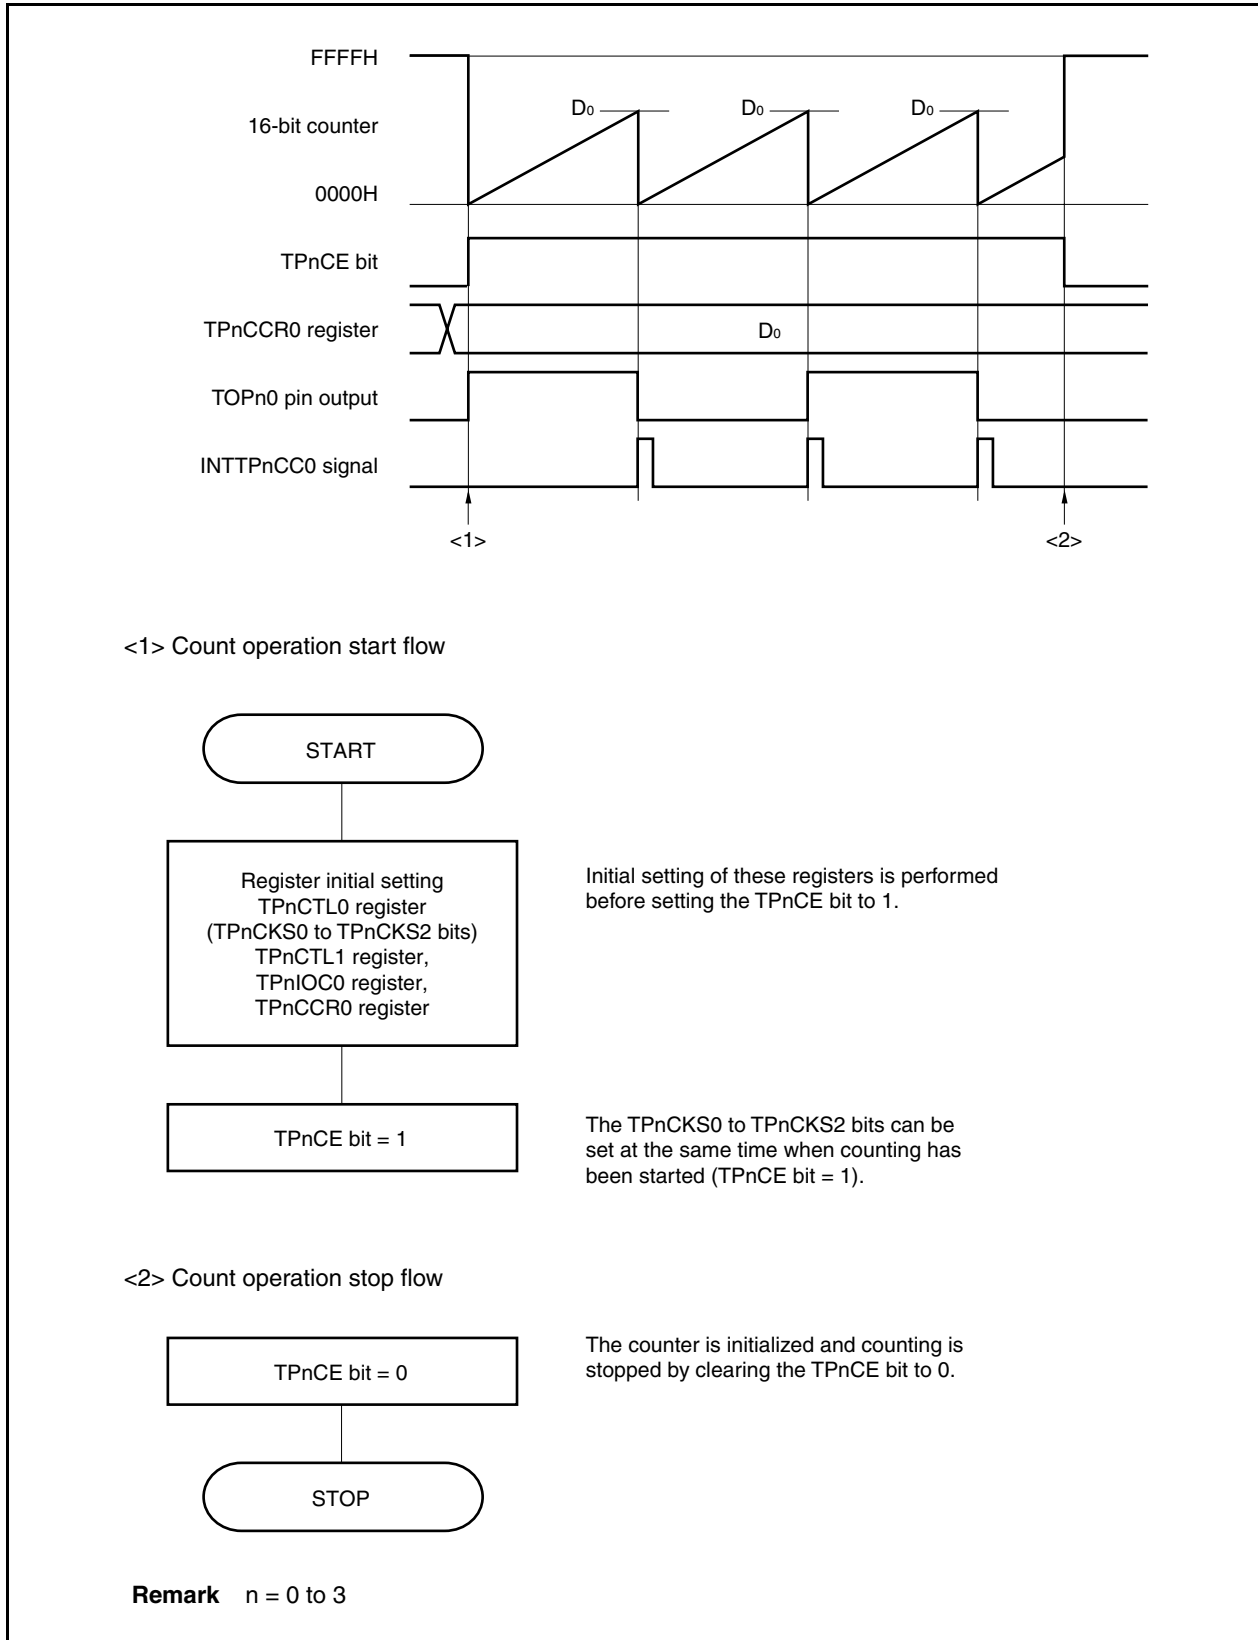 FFFFH
D0 D0 D0
16-bit counter
0000H
TPnCE bit
TPnCCR0 register
D0
TOPn0 pin output
INTTPnCC0 signal
<1> <2>
<1> Count operation start flow
START
Register initial setting
TPnCTL0 register
(TPnCKS0 to TPnCKS2 bits)
TPnCTL1 register,
TPnIOC0 register,
TPnCCR0 register
Initial setting of these registers is performed
before setting the TPnCE bit to 1.
TPnCE bit = 1
The TPnCKS0 to TPnCKS2 bits can be
set at the same time when counting has
been started (TPnCE bit = 1).
<2> Count operation stop flow
TPnCE bit = 0
The counter is initialized and counting is
stopped by clearing the TPnCE bit to 0.
STOP
Remark n = 0 to 3